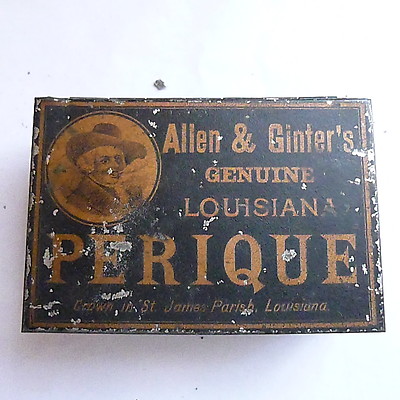 Allen & Ginter's
GENUINE
LOUISIANA
PERIQUE
Grown in St. James Parish, Louisiana.